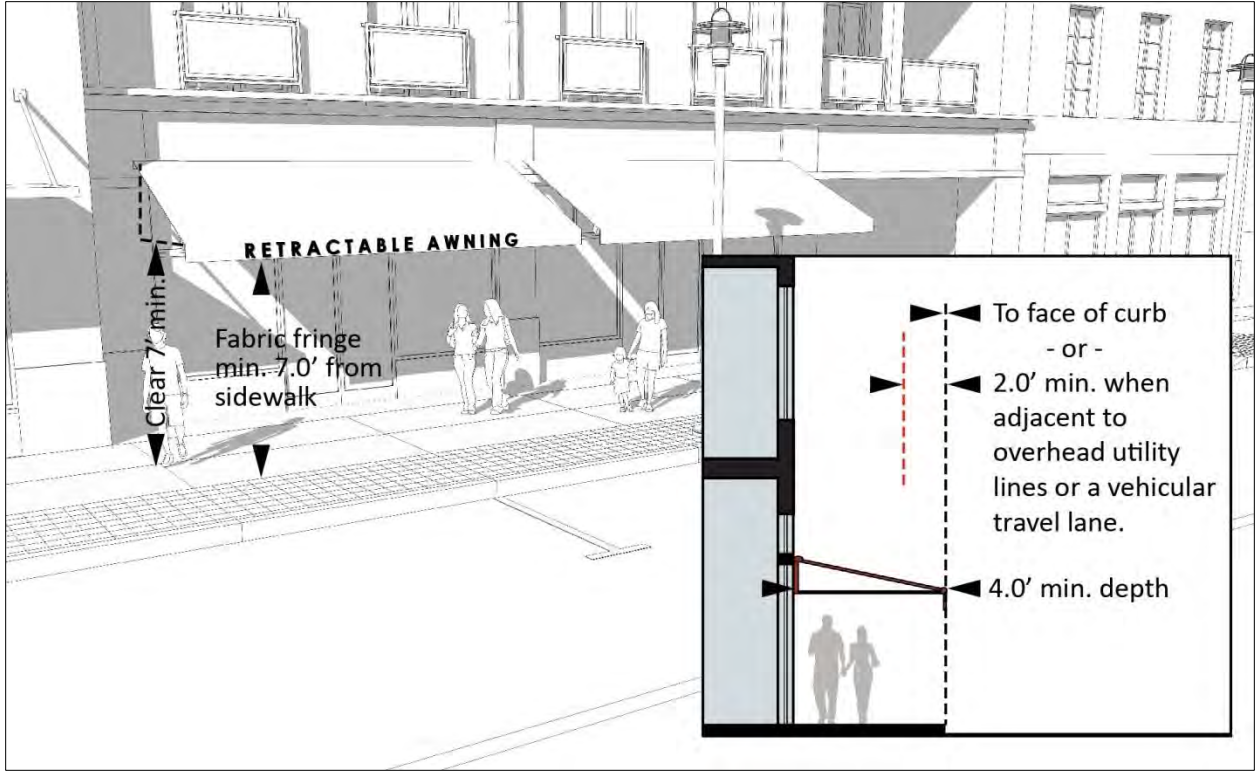 RETRACTABLE AWNING
Clear 7' min.
Fabric fringe
min. 7.0' from
sidewalk
To face of curb
- or -
2.0' min. when
adjacent to
overhead utility
lines or a vehicular
travel lane.
4.0' min. depth